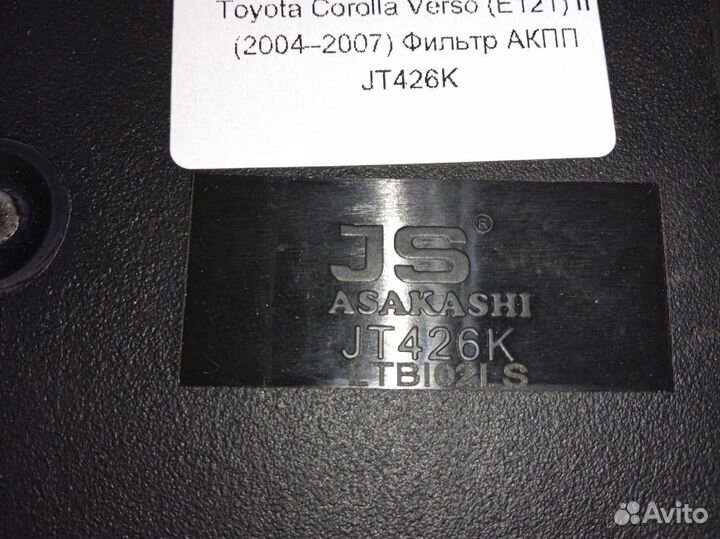 Toyota Corolla Verso (E121) II
(2004–2007) Фильтр АКПП
JT426K
JS®
ASAKASHI
JT426K
LTBI02LS
Avito